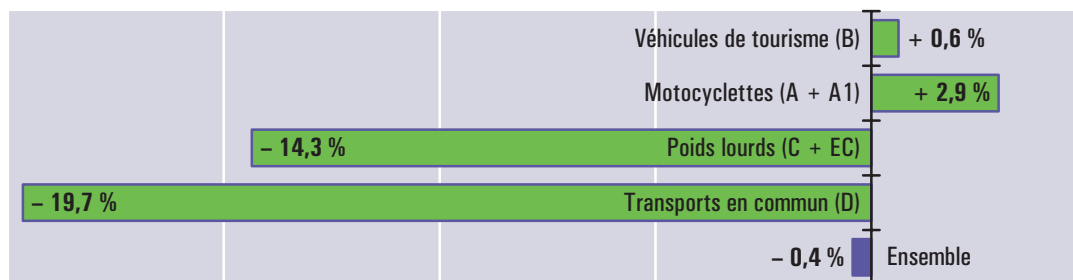 Véhicules de tourisme (B) + 0,6 %
Motocyclettes (A + A1) + 2,9 %
– 14,3 % Poids lourds (C + EC)
– 19,7 % Transports en commun (D)
– 0,4 % Ensemble